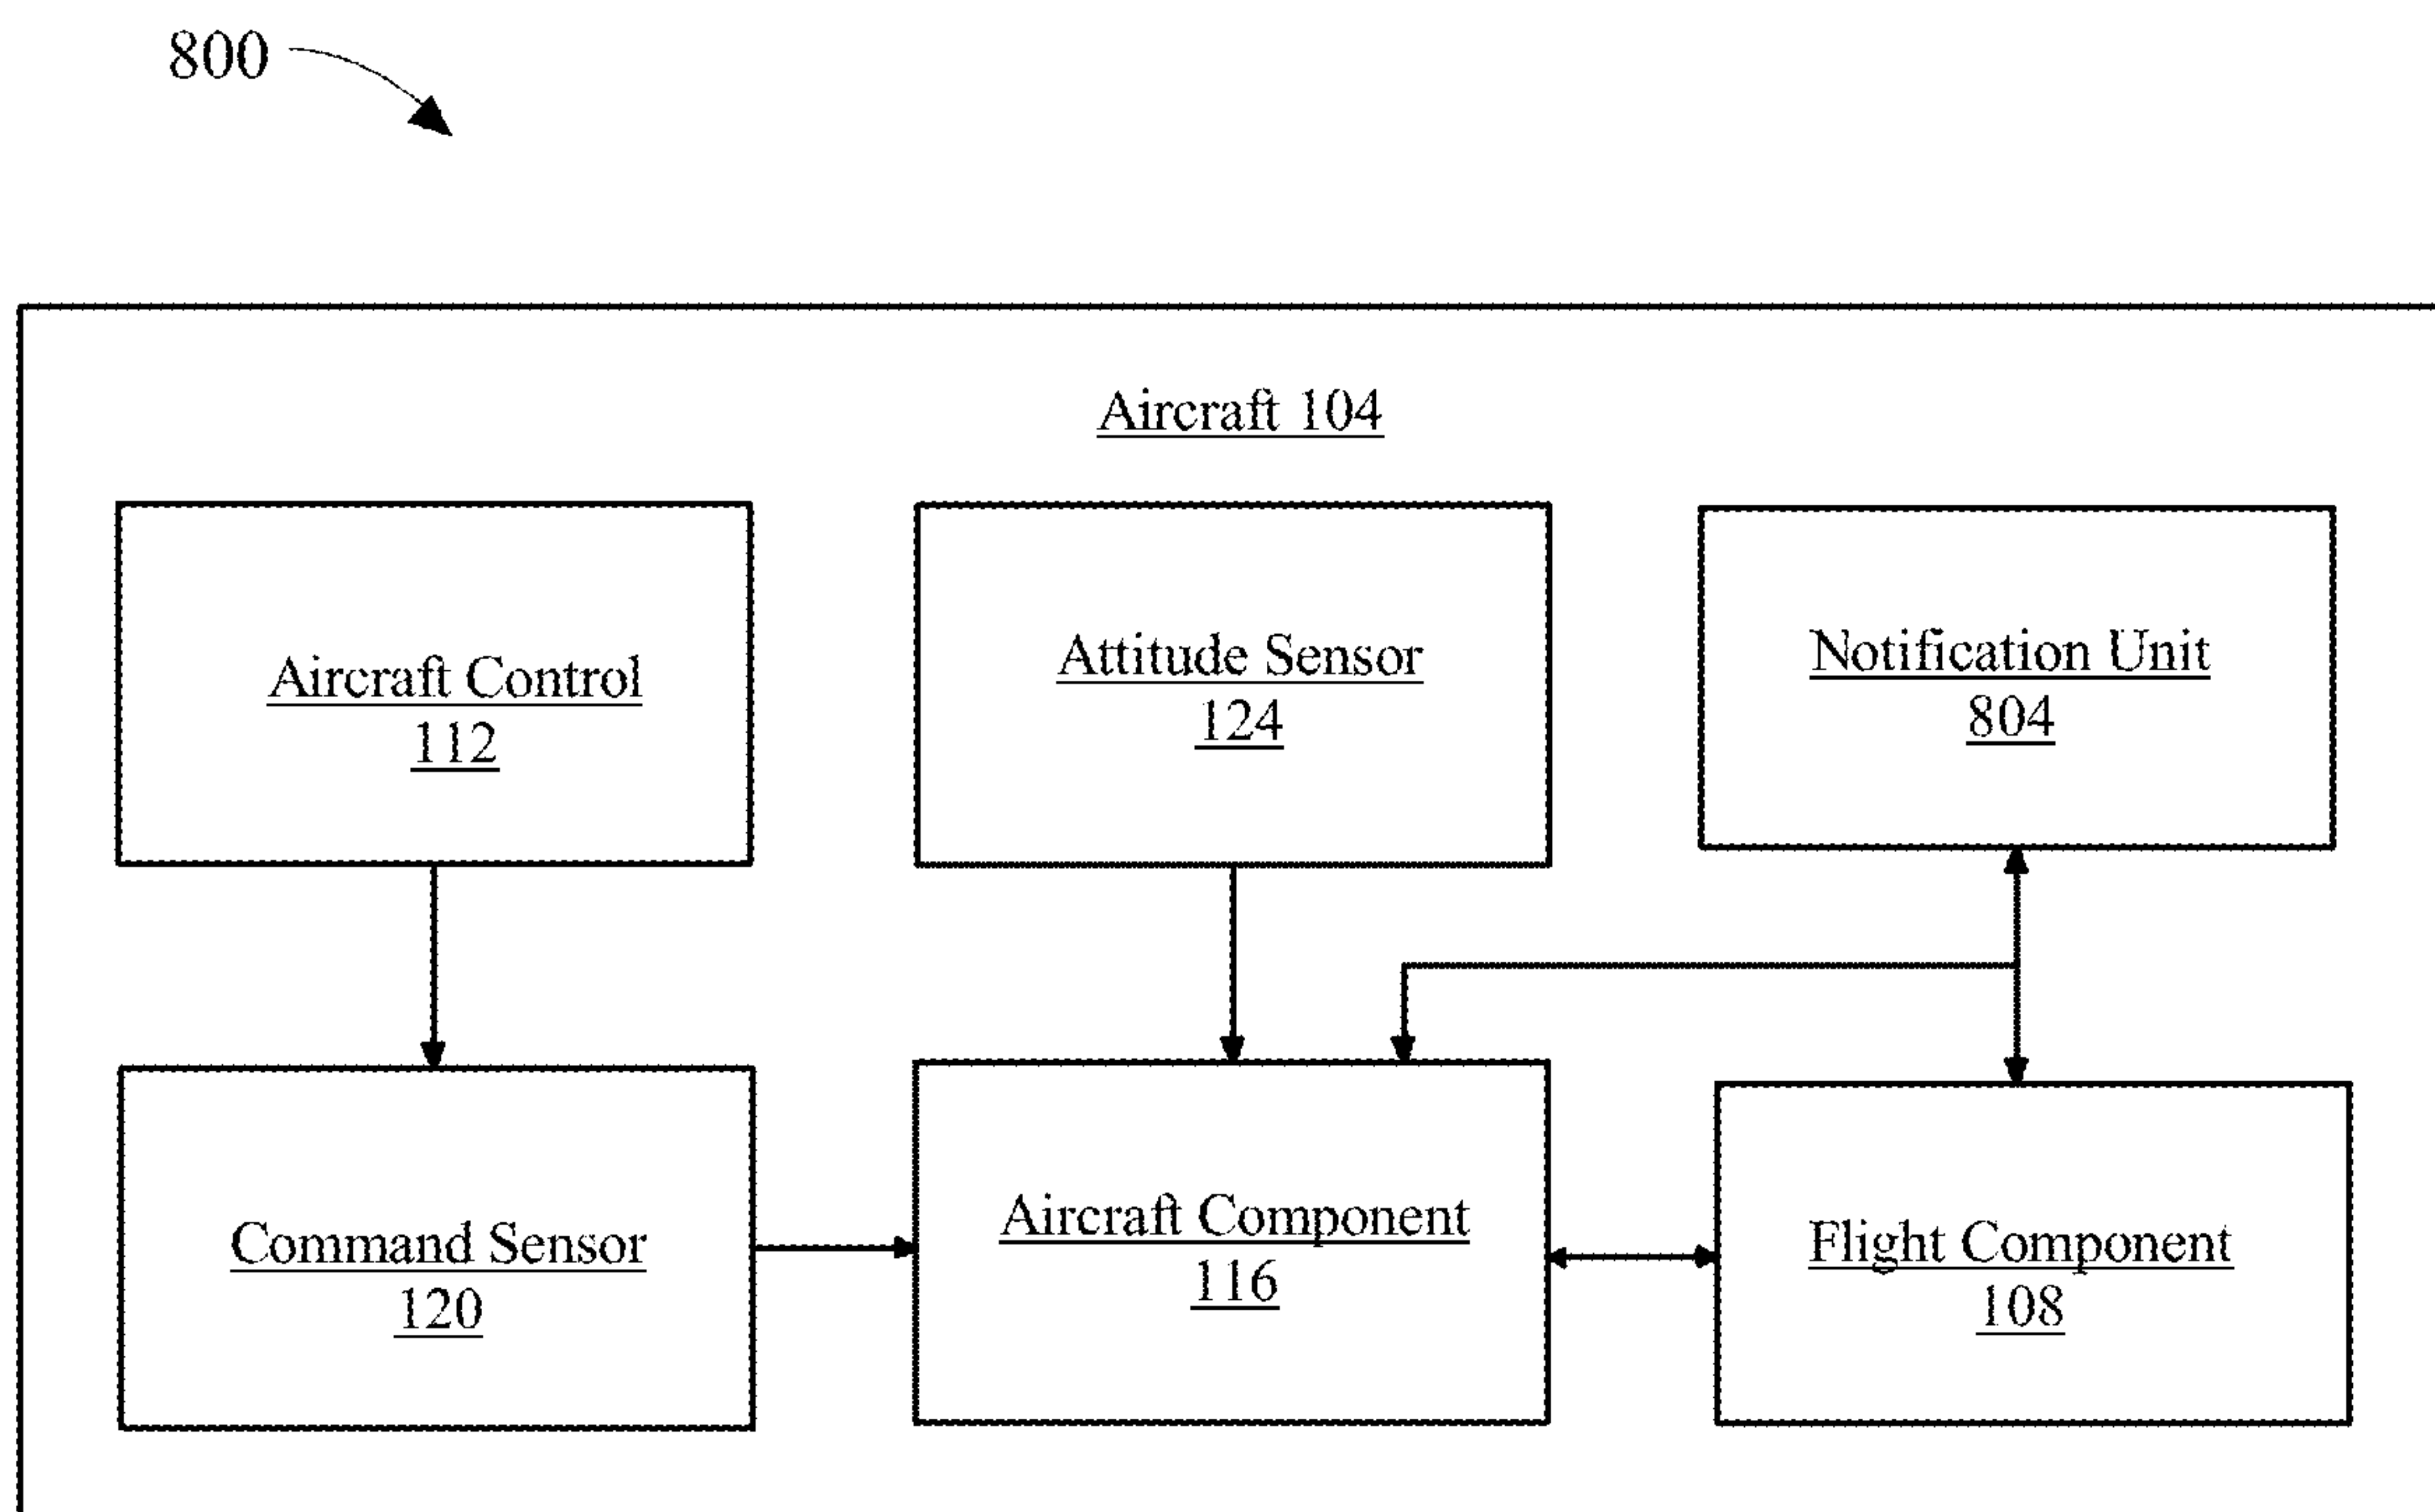 800
Aircraft 104
Aircraft Control
112
Attitude Sensor
124
Notification Unit
804
Command Sensor
120
Aircraft Component
116
Flight Component
108